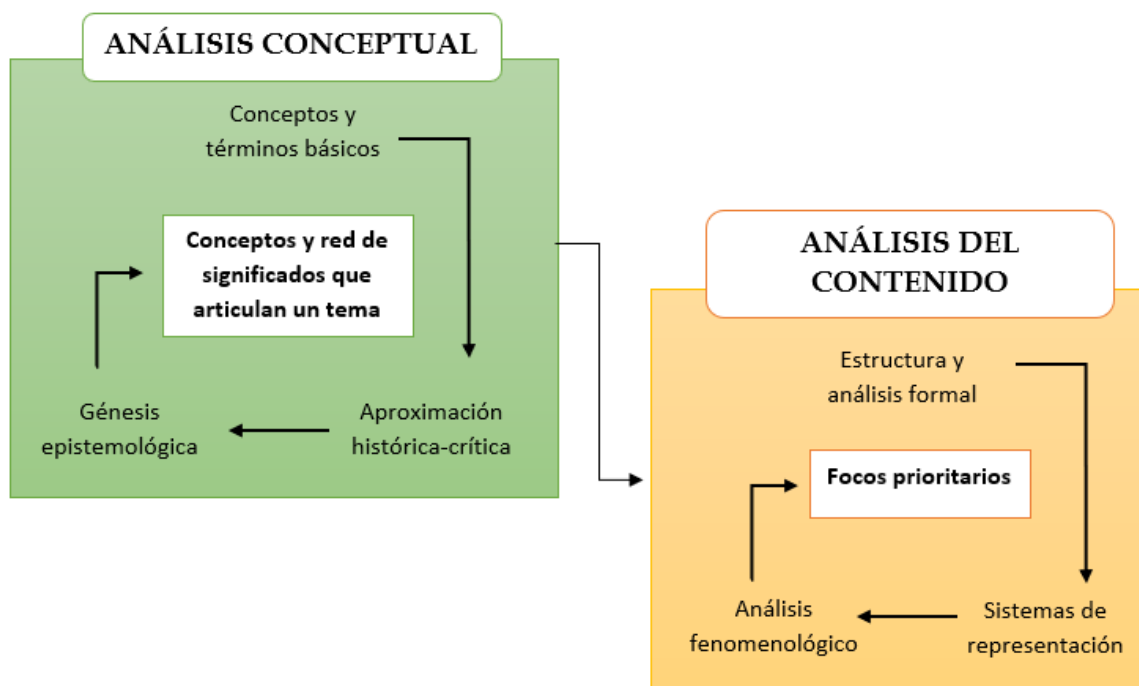 ANÁLISIS CONCEPTUAL
Conceptos y
términos básicos
Conceptos y red de
significados que
articulan un tema
Génesis
epistemológica
Aproximación
histórica-crítica
ANÁLISIS DEL
CONTENIDO
Estructura y
análisis formal
Focos prioritarios
Análisis
fenomenológico
Sistemas de
representación